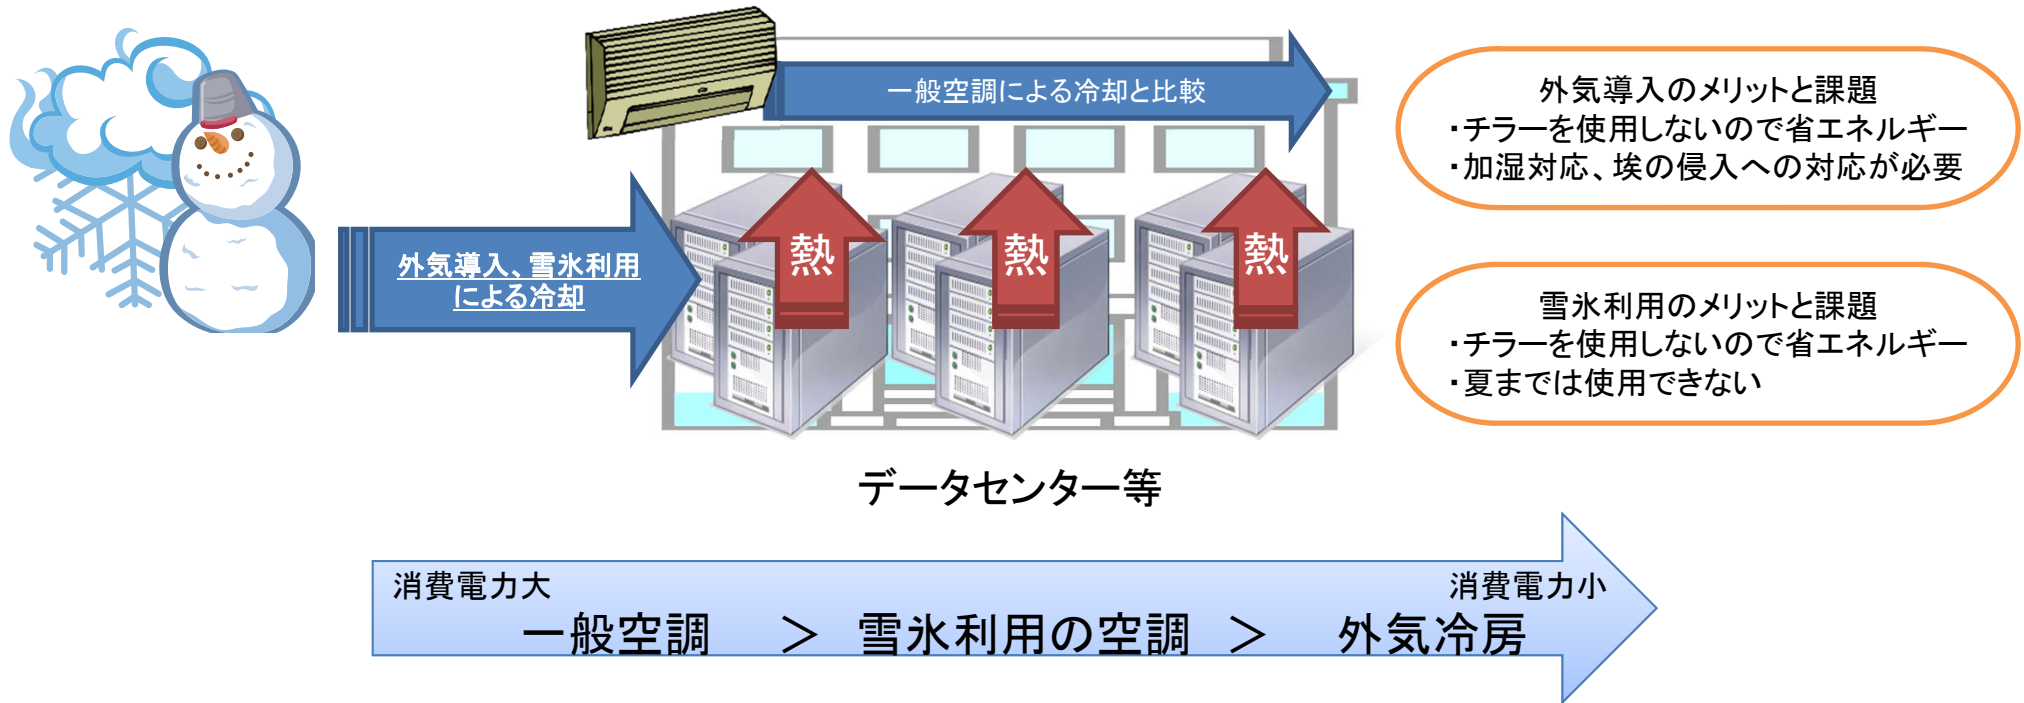 一般空調による冷却と比較
外気導入、雪氷利用
による冷却
熱
熱
熱
外気導入のメリットと課題
・チラーを使用しないので省エネルギー
・加湿対応、埃の侵入への対応が必要
雪氷利用のメリットと課題
・チラーを使用しないので省エネルギー
・夏までは使用できない
データセンター等
消費電力大 消費電力小
一般空調 ＞ 雪氷利用の空調 ＞ 外気冷房